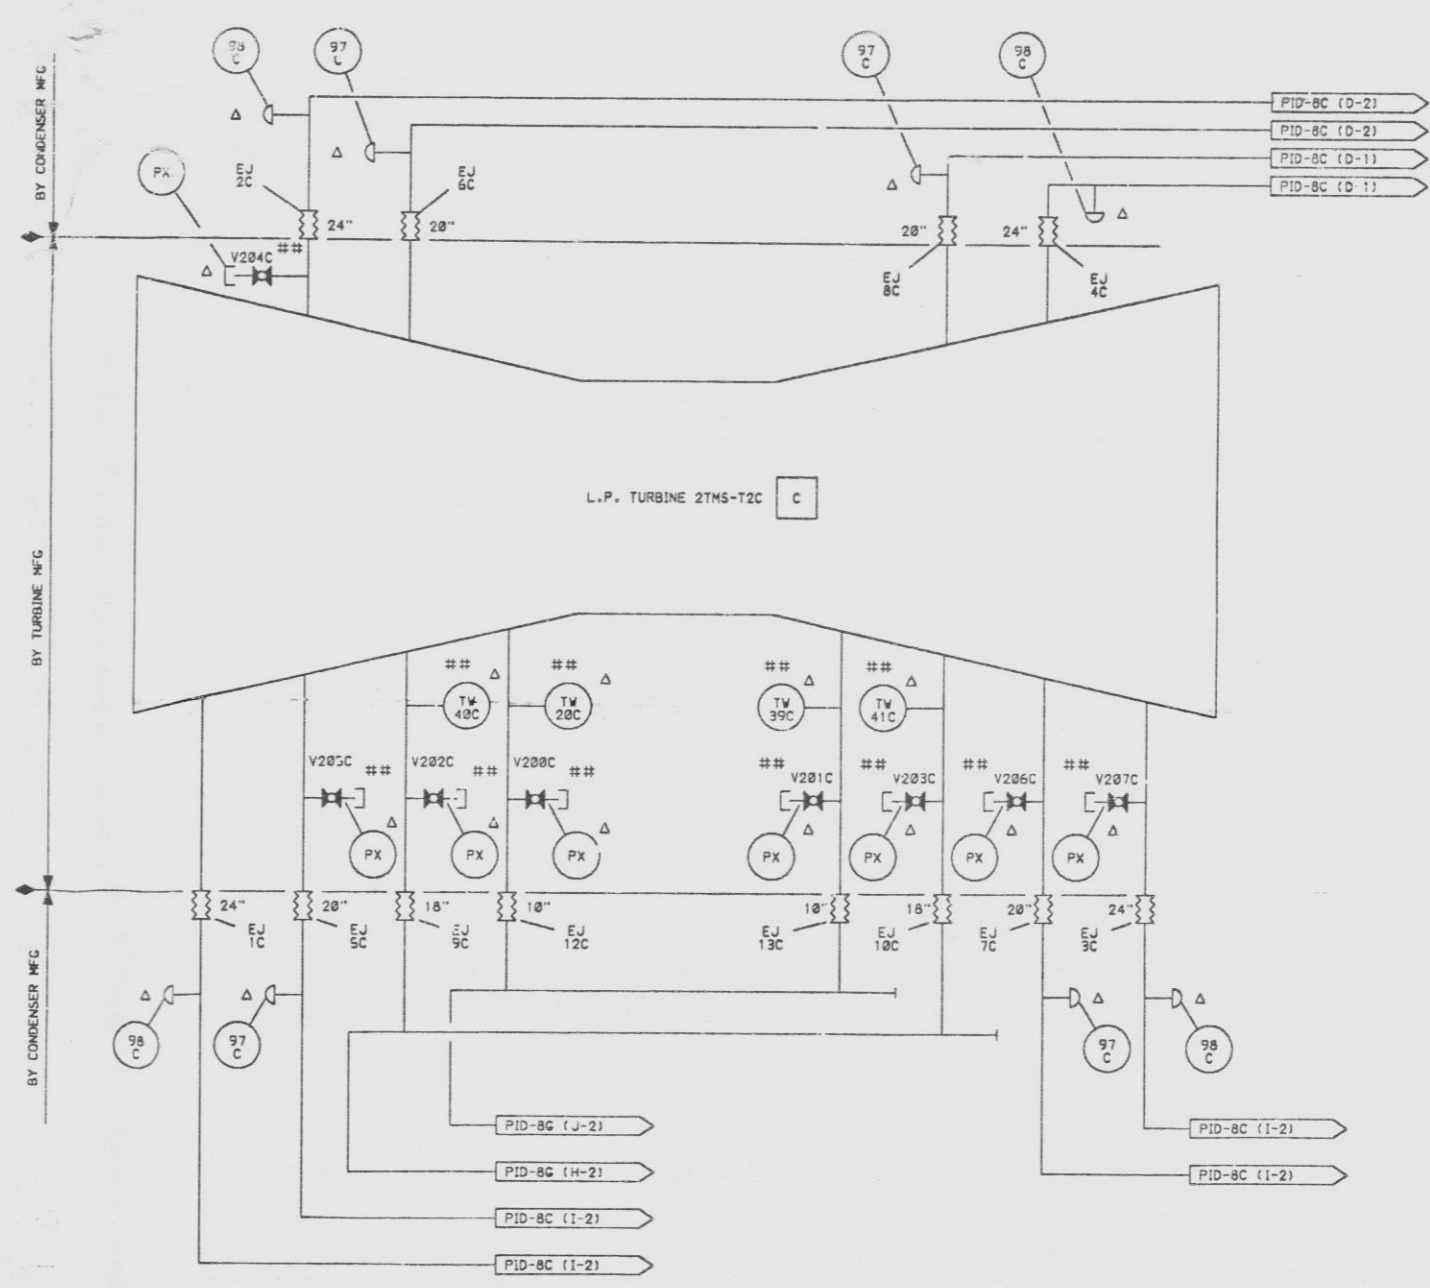 98
C
97
C
97
C
98
C
BY CONDENSER MFG
PID-8C (D-2)
PID-8C (D-2)
PID-8C (D-1)
PID-8C (D-1)
PX
EJ
2C
EJ
6C
24"
20"
20"
24"
##
V204C
EJ
8C
EJ
4C
L.P. TURBINE 2TMS-T2C
C
BY TURBINE MFG
##
##
##
##
TW
40C
TW
20C
TW
39C
TW
41C
V205C
##
V202C
##
V200C
##
##
V201C
##
V203C
##
V206C
##
V207C
PX
PX
PX
PX
PX
PX
PX
24"
20"
18"
10"
10"
18"
20"
24"
EJ
1C
EJ
5C
EJ
9C
EJ
12C
EJ
13C
EJ
10C
EJ
7C
EJ
3C
BY CONDENSER MFG
98
C
97
C
97
C
98
C
PID-8G (J-2)
PID-8G (H-2)
PID-8C (I-2)
PID-8C (I-2)
PID-8C (I-2)
PID-8C (I-2)